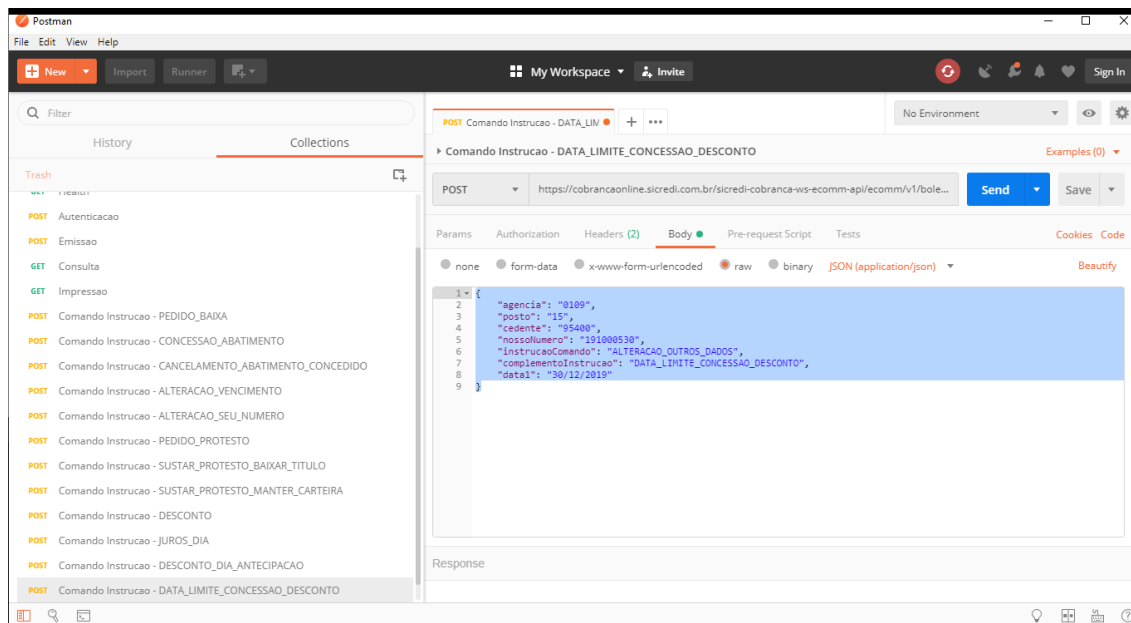 Postman
File Edit View Help
New Import Runner My Workspace Invite Sign In
Filter
History Collections
Trash
GET Health
POST Autenticacao
POST Emissao
GET Consulta
GET Impressao
POST Comando Instrucao - PEDIDO_BAIXA
POST Comando Instrucao - CONCESSAO_ABATIMENTO
POST Comando Instrucao - CANCELAMENTO_ABATIMENTO_CONCEDIDO
POST Comando Instrucao - ALTERACAO_VENCIMENTO
POST Comando Instrucao - ALTERACAO_SEU_NUMERO
POST Comando Instrucao - PEDIDO_PROTESTO
POST Comando Instrucao - SUSTAR_PROTESTO_BAIXAR_TITULO
POST Comando Instrucao - SUSTAR_PROTESTO_MANTER_CARTEIRA
POST Comando Instrucao - DESCONTO
POST Comando Instrucao - JUROS_DIA
POST Comando Instrucao - DESCONTO_DIA_ANTECIPACAO
POST Comando Instrucao - DATA_LIMITE_CONCESSAO_DESCONTO
POST Comando Instrucao - DATA_LIM
No Environment
Comando Instrucao - DATA_LIMITE_CONCESSAO_DESCONTO Examples (0)
POST https://cobrancaonline.sicredi.com.br/sicredi-cobranca-ws-ecomm-api/ecomm/v1/bole... Send Save
Params Authorization Headers (2) Body Pre-request Script Tests Cookies Code
none form-data x-www-form-urlencoded raw binary JSON (application/json) Beautify
1 {
2 "agencia": "0109",
3 "posto": "15",
4 "cedente": "95400",
5 "nossoNumero": "191000530",
6 "instrucaoComando": "ALTERACAO_OUTROS_DADOS",
7 "complementoInstrucao": "DATA_LIMITE_CONCESSAO_DESCONTO",
8 "data1": "30/12/2019"
9 }
Response